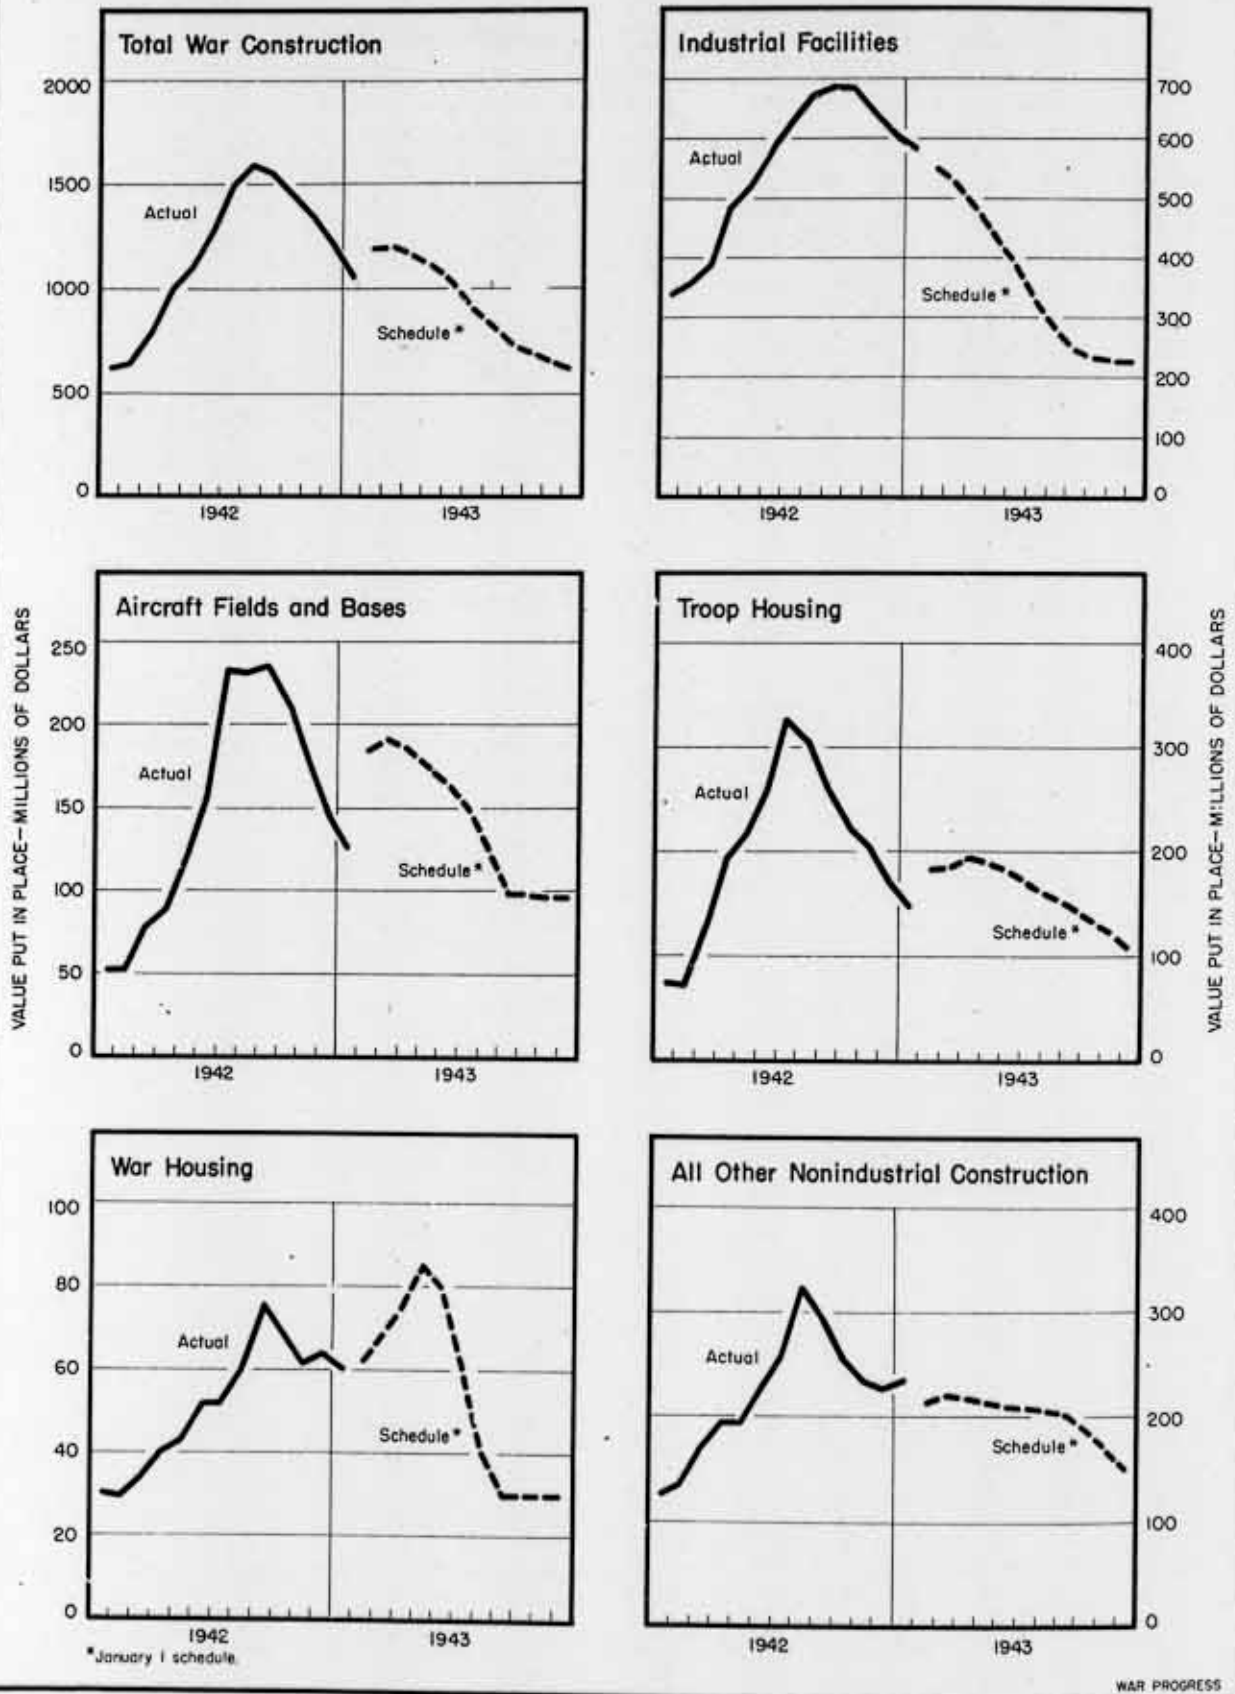 Total War Construction
2000
1500
1000
500
0
Actual
Schedule *
1942
1943
Industrial Facilities
700
600
500
400
300
200
100
0
Actual
Schedule *
1942
1943
VALUE PUT IN PLACE—MILLIONS OF DOLLARS
Aircraft Fields and Bases
250
200
150
100
50
0
Actual
Schedule *
1942
1943
Troop Housing
400
300
200
100
0
Actual
Schedule *
1942
1943
VALUE PUT IN PLACE—MILLIONS OF DOLLARS
War Housing
100
80
60
40
20
0
Actual
Schedule *
1942
1943
All Other Nonindustrial Construction
400
300
200
100
0
Actual
Schedule *
1942
1943
*January 1 schedule.
WAR PROGRESS